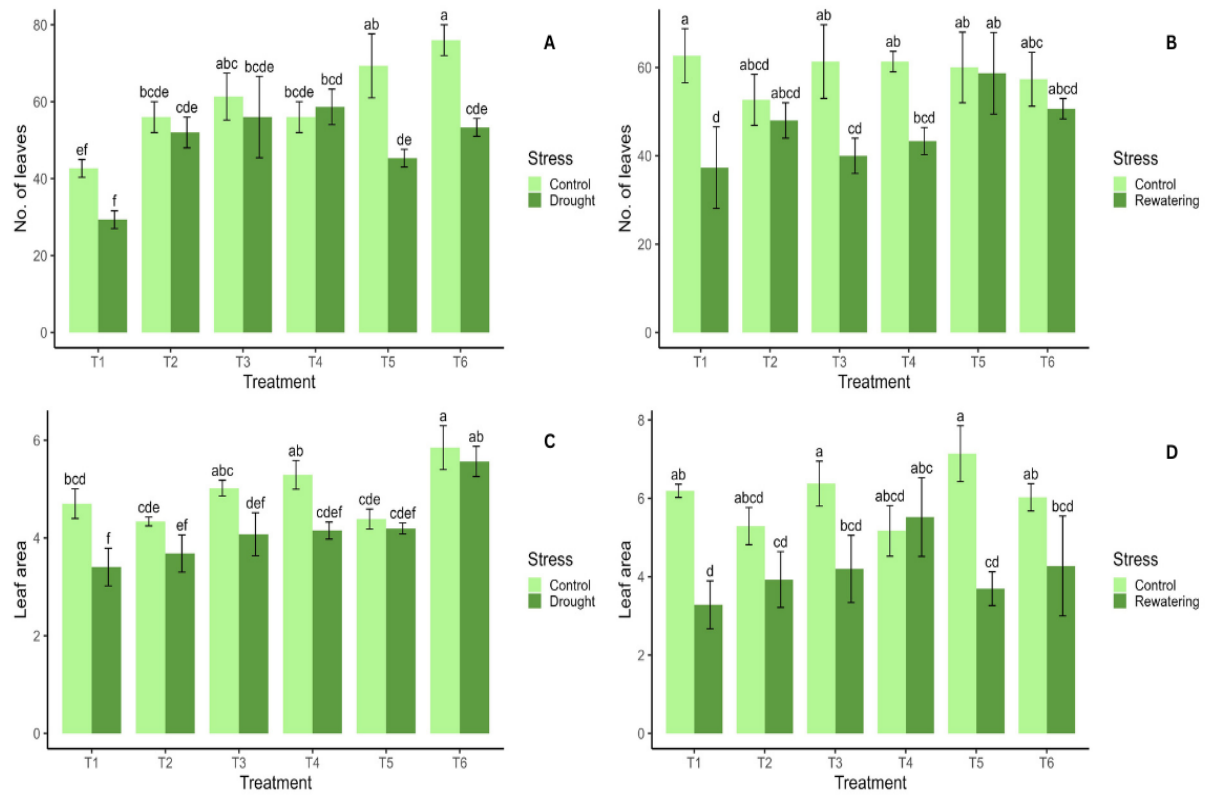 A
No. of leaves
80
60
40
20
0
ef
f
bcde
cde
abc
bcde
bcde
bcd
ab
de
a
cde
T1 T2 T3 T4 T5 T6
Treatment
Stress
Control
Drought
B
No. of leaves
60
40
20
0
a
d
abcd
abcd
ab
cd
ab
bcd
ab
ab
abc
abcd
T1 T2 T3 T4 T5 T6
Treatment
Stress
Control
Rewatering
C
Leaf area
6
4
2
0
bcd
f
cde
ef
abc
def
ab
cdef
cde
cdef
a
ab
T1 T2 T3 T4 T5 T6
Treatment
Stress
Control
Drought
D
Leaf area
8
6
4
2
0
ab
d
abcd
cd
a
bcd
abcd
abc
a
cd
ab
bcd
T1 T2 T3 T4 T5 T6
Treatment
Stress
Control
Rewatering